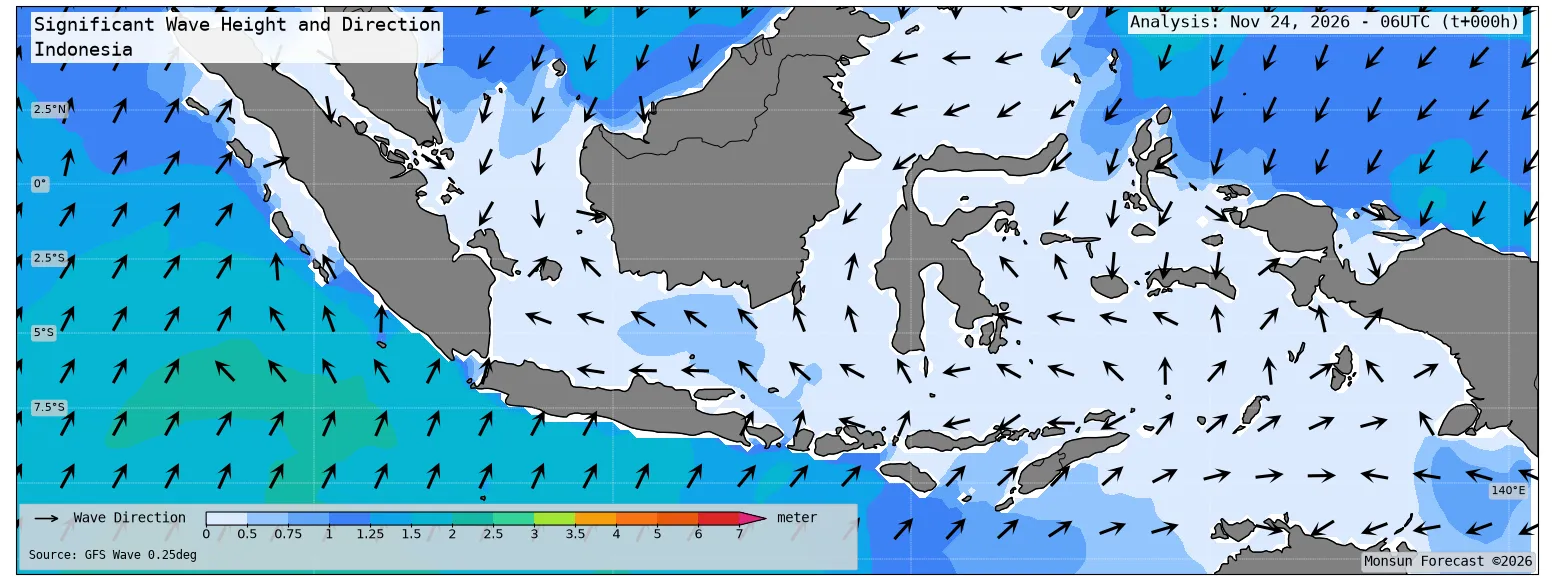 Significant Wave Height and Direction
Indonesia
Analysis: Nov 24, 2026 - 06UTC (t+000h)
2.5°N
0°
2.5°S
5°S
7.5°S
140°E
Wave Direction
0 0.5 0.75 1 1.25 1.5 2 2.5 3 3.5 4 5 6 7
meter
Source: GFS Wave 0.25deg
Monsun Forecast ©2026